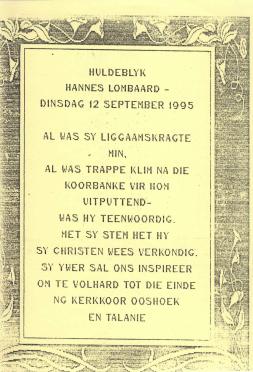 HULDEBLYK
HANNES LOMBAARD -
DINSDAG 12 SEPTEMBER 1995
AL WAS SY LIGGAAMSKRAGTE
MIN,
AL WAS TRAPPE KLIM NA DIE
KOORBANKE VIR HOM
UITPUTTEND-
WAS HY TEENWOORDIG.
MET SY STEM HET HY
SY CHRISTEN WEES VERKONDIG.
SY YWER SAL ONS INSPIREER
OM TE VOLHARD TOT DIE EINDE
NG KERKKOOR OOSHOEK
EN TALANIE